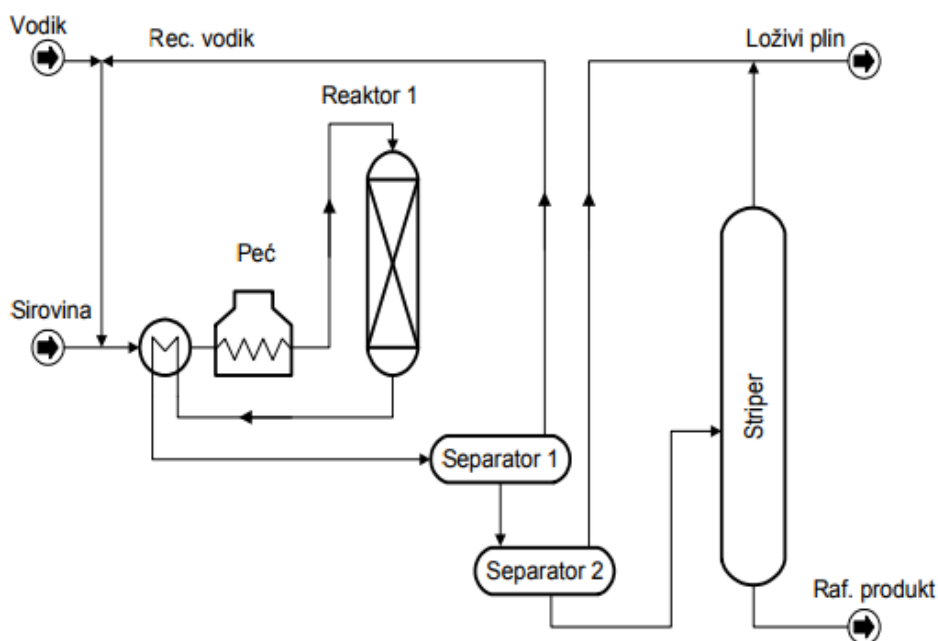 Vodik
Rec. vodik
Loživi plin
Reaktor 1
Peć
Sirovina
Striper
Separator 1
Separator 2
Raf. produkt